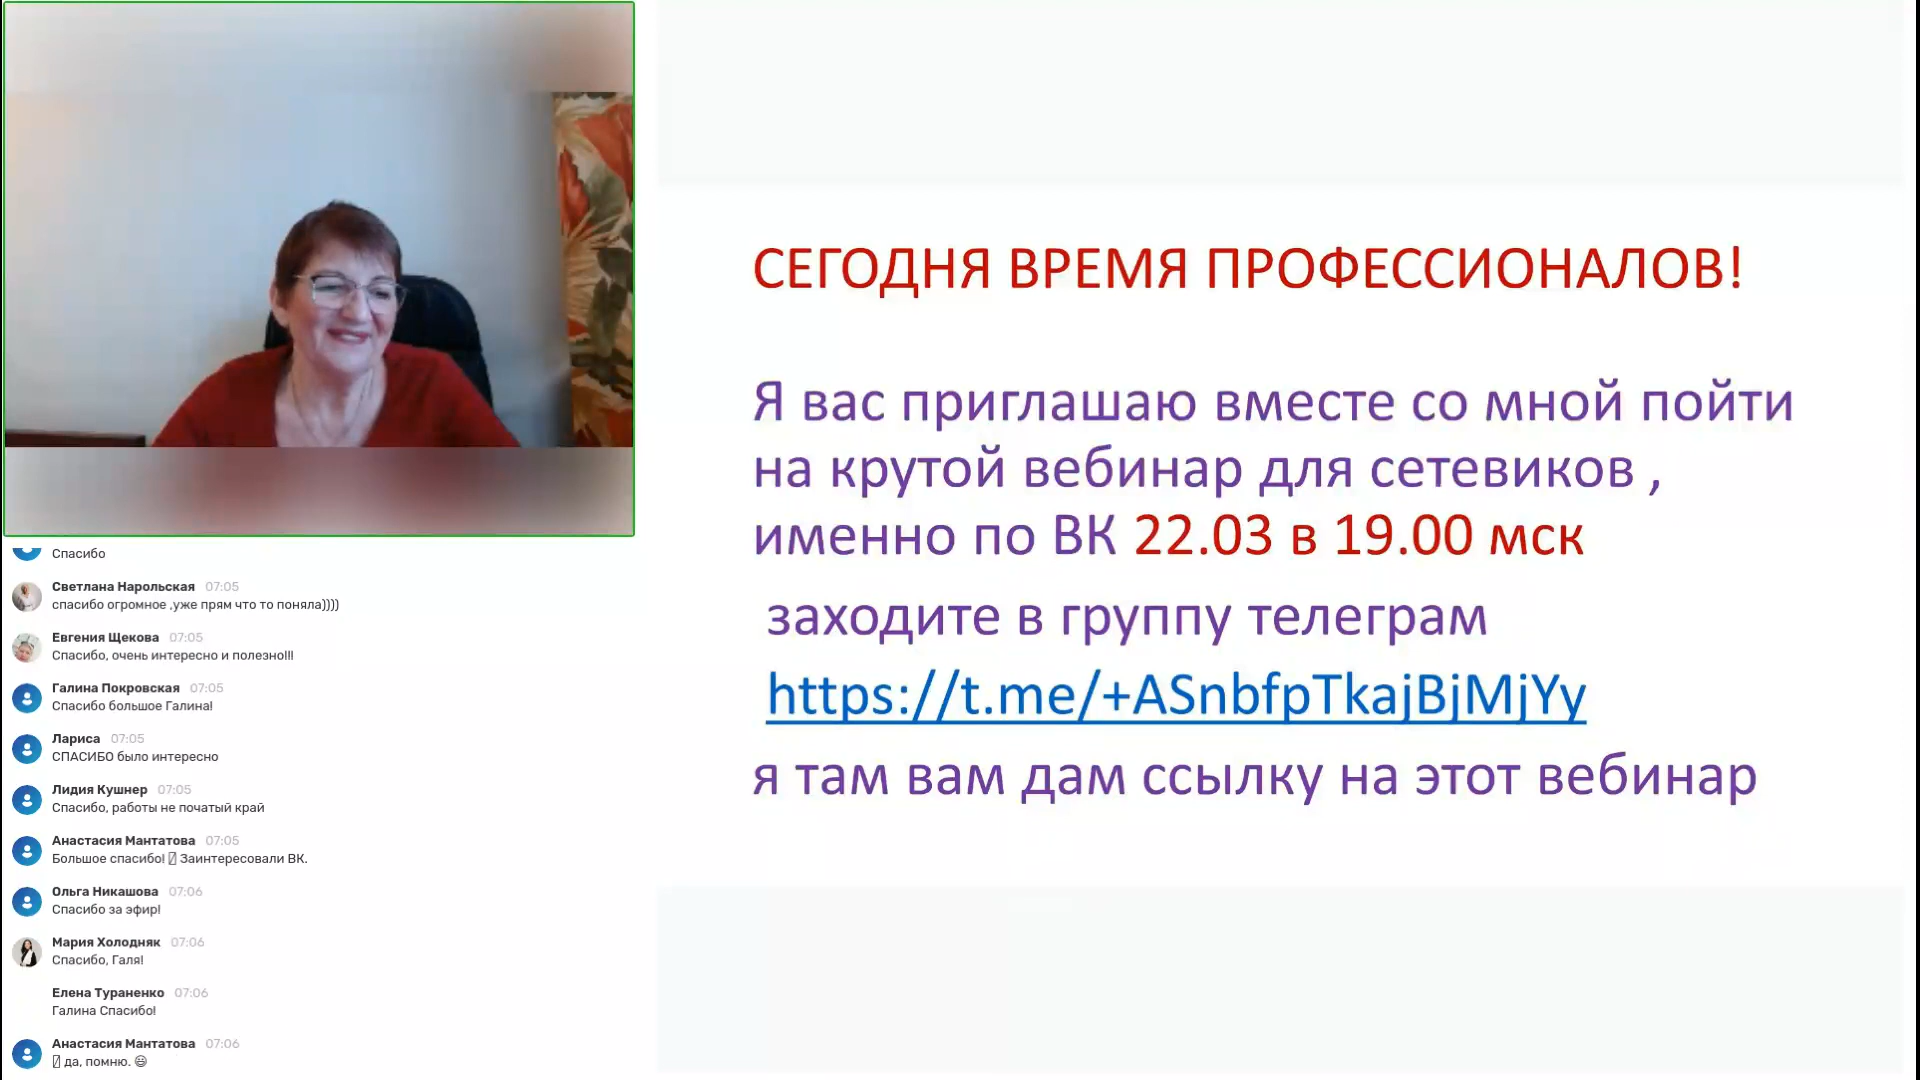 СЕГОДНЯ ВРЕМЯ ПРОФЕССИОНАЛОВ!
Я вас приглашаю вместе со мной пойти
на крутой вебинар для сетевиков ,
именно по ВК 22.03 в 19.00 мск
заходите в группу телеграм
https://t.me/+ASnbfpTkajBjMjYy
я там вам дам ссылку на этот вебинар
Спасибо
Светлана Нарольская 07:05
спасибо огромное ,уже прям что то поняла))))
Евгения Щекова 07:05
Спасибо, очень интересно и полезно!!!
Галина Покровская 07:05
Спасибо большое Галина!
Лариса 07:05
СПАСИБО было интересно
Лидия Кушнер 07:05
Спасибо, работы не початый край
Анастасия Мантатова 07:05
Большое спасибо! Заинтересовали ВК.
Ольга Никашова 07:06
Спасибо за эфир!
Мария Холодняк 07:06
Спасибо, Галя!
Елена Тураненко 07:06
Галина Спасибо!
Анастасия Мантатова 07:06
да, помню. 😄